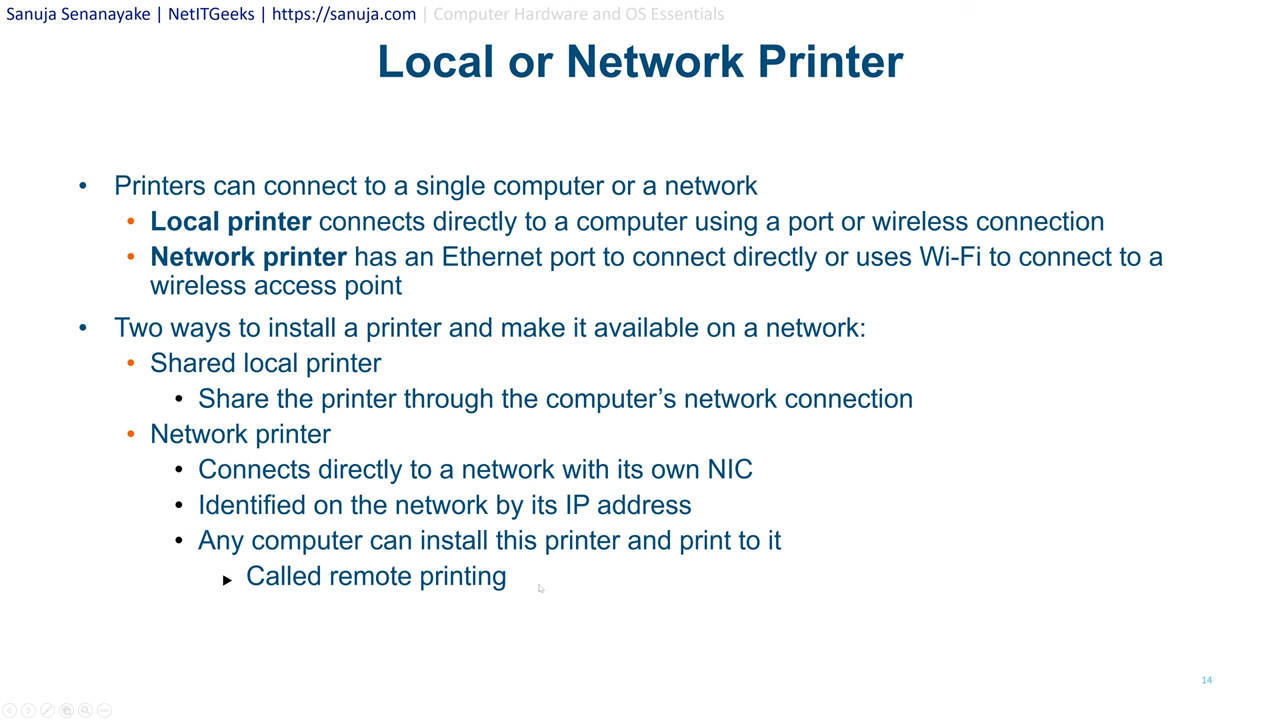 Sanuja Senanayake | NetITGeeks | https://sanuja.com | Computer Hardware and OS Essentials
Local or Network Printer
• Printers can connect to a single computer or a network
• Local printer connects directly to a computer using a port or wireless connection
• Network printer has an Ethernet port to connect directly or uses Wi-Fi to connect to a
wireless access point
• Two ways to install a printer and make it available on a network:
• Shared local printer
• Share the printer through the computer’s network connection
• Network printer
• Connects directly to a network with its own NIC
• Identified on the network by its IP address
• Any computer can install this printer and print to it
▶ Called remote printing
14